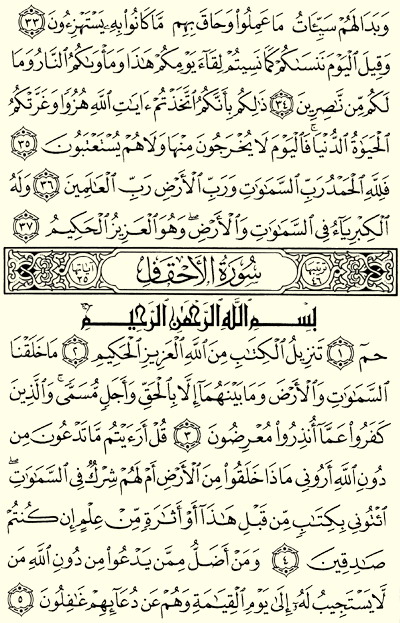 وَبَدَا لَهُمْ سَيِّـَٔاتُ مَا عَمِلُوا۟ وَحَاقَ بِهِم مَّا كَانُوا۟ بِهِۦ يَسْتَهْزِءُونَ ﴿٣٣﴾
وَقِيلَ ٱلْيَوْمَ نَنسَىٰكُمْ كَمَا نَسِيتُمْ لِقَآءَ يَوْمِكُمْ هَٰذَا وَمَأْوَىٰكُمُ ٱلنَّارُ وَمَا
لَكُم مِّن نَّٰصِرِينَ ﴿٣٤﴾ ذَٰلِكُم بِأَنَّكُمُ ٱتَّخَذْتُمْ ءَايَٰتِ ٱللَّهِ هُزُوًا وَغَرَّتْكُمُ
ٱلْحَيَوٰةُ ٱلدُّنْيَا ۚ فَٱلْيَوْمَ لَا يُخْرَجُونَ مِنْهَا وَلَا هُمْ يُسْتَعْتَبُونَ ﴿٣٥﴾
فَلِلَّهِ ٱلْحَمْدُ رَبِّ ٱلسَّمَٰوَٰتِ وَرَبِّ ٱلْأَرْضِ رَبِّ ٱلْعَٰلَمِينَ ﴿٣٦﴾ وَلَهُ
ٱلْكِبْرِيَآءُ فِى ٱلسَّمَٰوَٰتِ وَٱلْأَرْضِ ۖ وَهُوَ ٱلْعَزِيزُ ٱلْحَكِيمُ ﴿٣٧﴾
ترتيبها ٤٦ سُورَةُ الأَحْقَافِ آياتها ٣٥
بِسْمِ ٱللَّهِ ٱلرَّحْمَٰنِ ٱلرَّحِيمِ
حمٓ ﴿١﴾ تَنزِيلُ ٱلْكِتَٰبِ مِنَ ٱللَّهِ ٱلْعَزِيزِ ٱلْحَكِيمِ ﴿٢﴾ مَا خَلَقْنَا
ٱلسَّمَٰوَٰتِ وَٱلْأَرْضَ وَمَا بَيْنَهُمَآ إِلَّا بِٱلْحَقِّ وَأَجَلٍ مُّسَمًّى ۚ وَٱلَّذِينَ
كَفَرُوا۟ عَمَّآ أُنذِرُوا۟ مُعْرِضُونَ ﴿٣﴾ قُلْ أَرَءَيْتُم مَّا تَدْعُونَ مِن
دُونِ ٱللَّهِ أَرُونِى مَاذَا خَلَقُوا۟ مِنَ ٱلْأَرْضِ أَمْ لَهُمْ شِرْكٌ فِى ٱلسَّمَٰوَٰتِ ۖ
ٱئْتُونِى بِكِتَٰبٍ مِّن قَبْلِ هَٰذَآ أَوْ أَثَٰرَةٍ مِّنْ عِلْمٍ إِن كُنتُمْ
صَٰدِقِينَ ﴿٤﴾ وَمَنْ أَضَلُّ مِمَّن يَدْعُوا۟ مِن دُونِ ٱللَّهِ مَن
لَّا يَسْتَجِيبُ لَهُۥٓ إِلَىٰ يَوْمِ ٱلْقِيَٰمَةِ وَهُمْ عَن دُعَآئِهِمْ غَٰفِلُونَ ﴿٥﴾